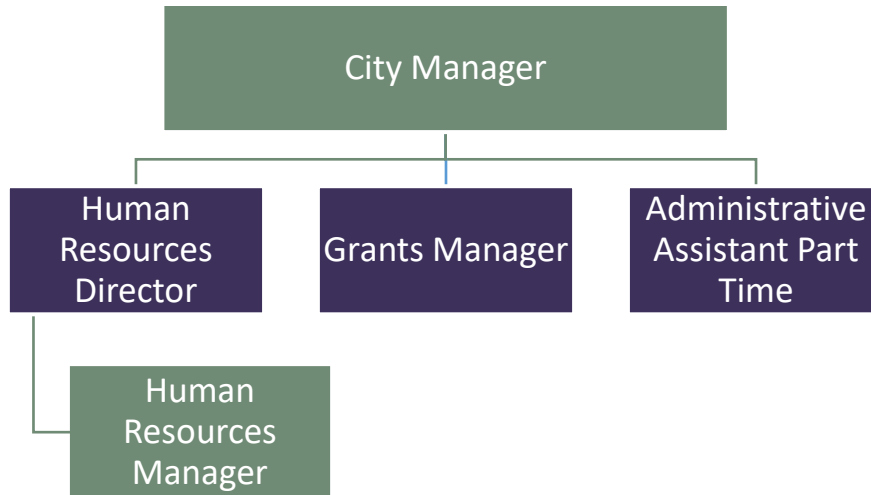 City Manager
Human
Resources
Director
Grants Manager
Administrative
Assistant Part
Time
Human
Resources
Manager